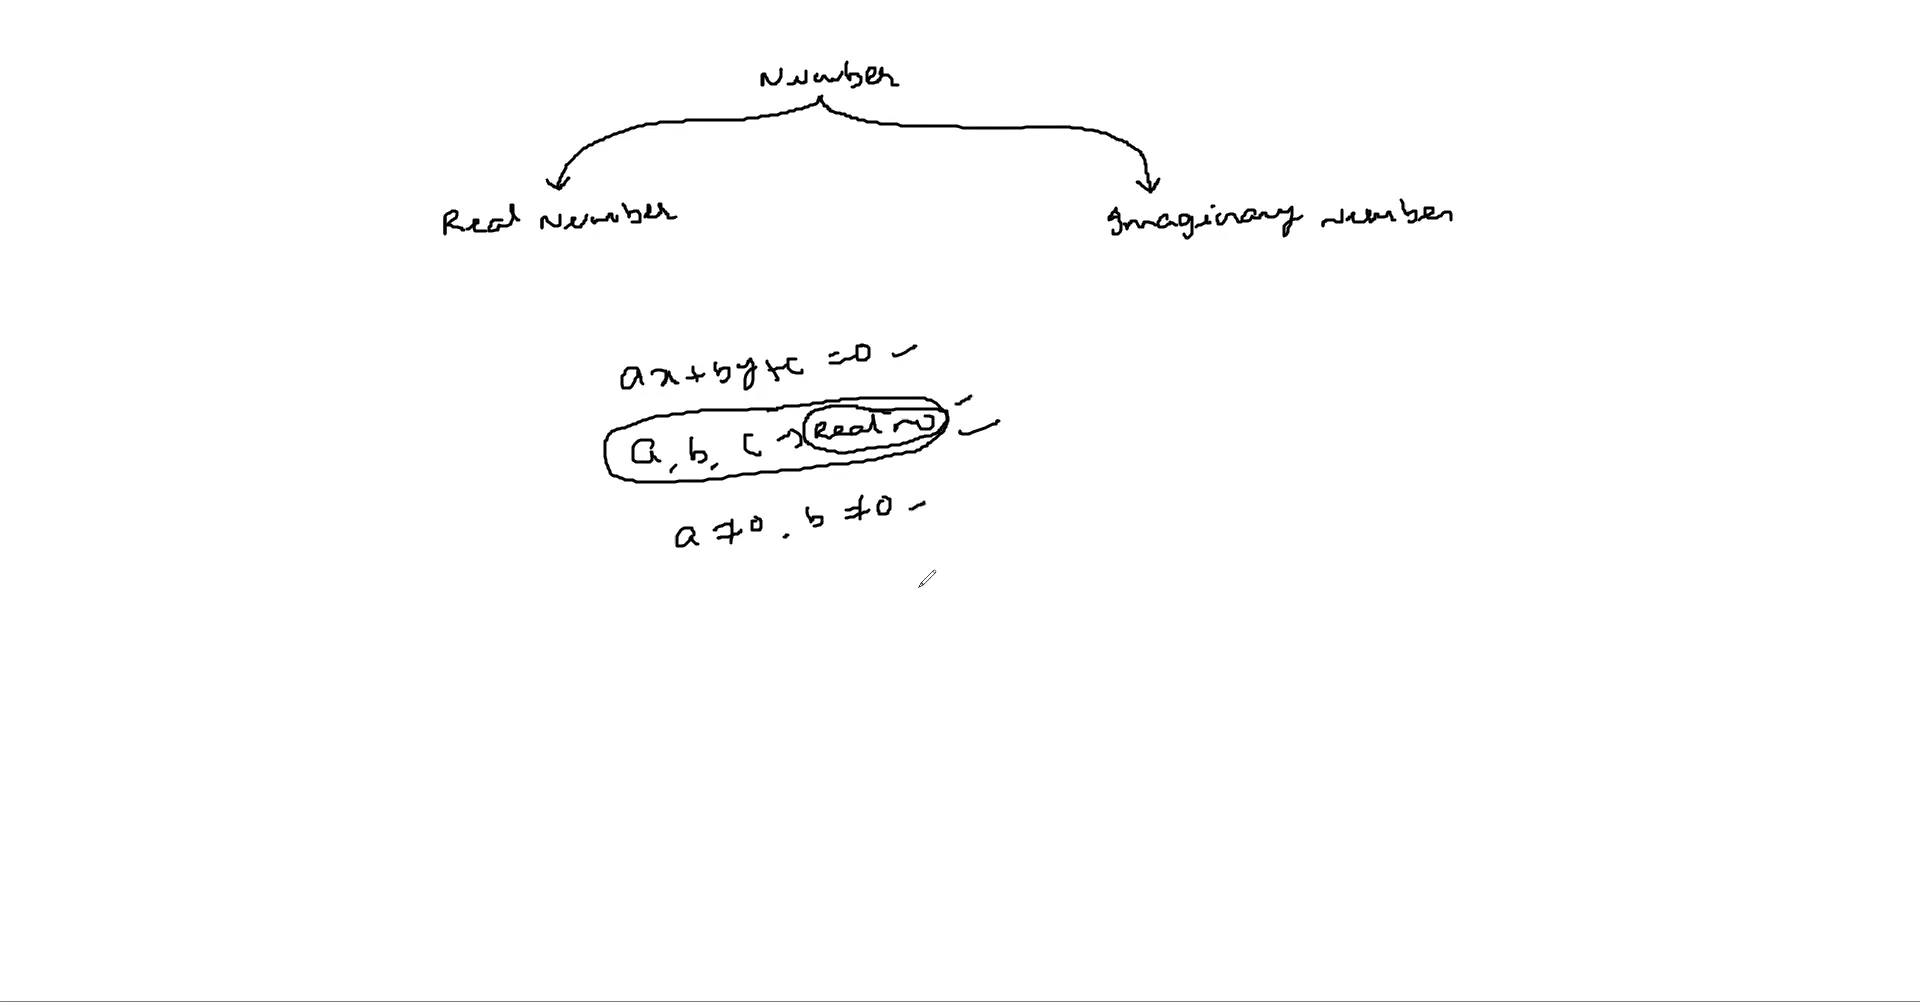 Number
Real Number
Imaginary Number
ax+by+c =0
a, b, c → Real no
a ≠0, b ≠0